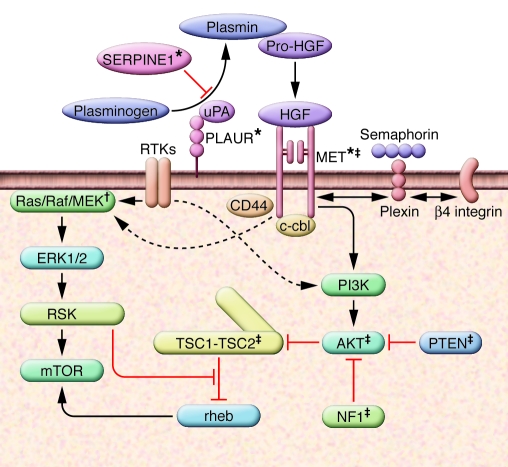 Plasmin
Pro-HGF
SERPINE1*
Plasminogen
uPA
HGF
PLAUR*
RTKs
MET*‡
Semaphorin
Ras/Raf/MEK†
CD44
c-cbl
Plexin
β4 integrin
ERK1/2
PI3K
RSK
TSC1-TSC2‡
AKT‡
PTEN‡
mTOR
rheb
NF1‡